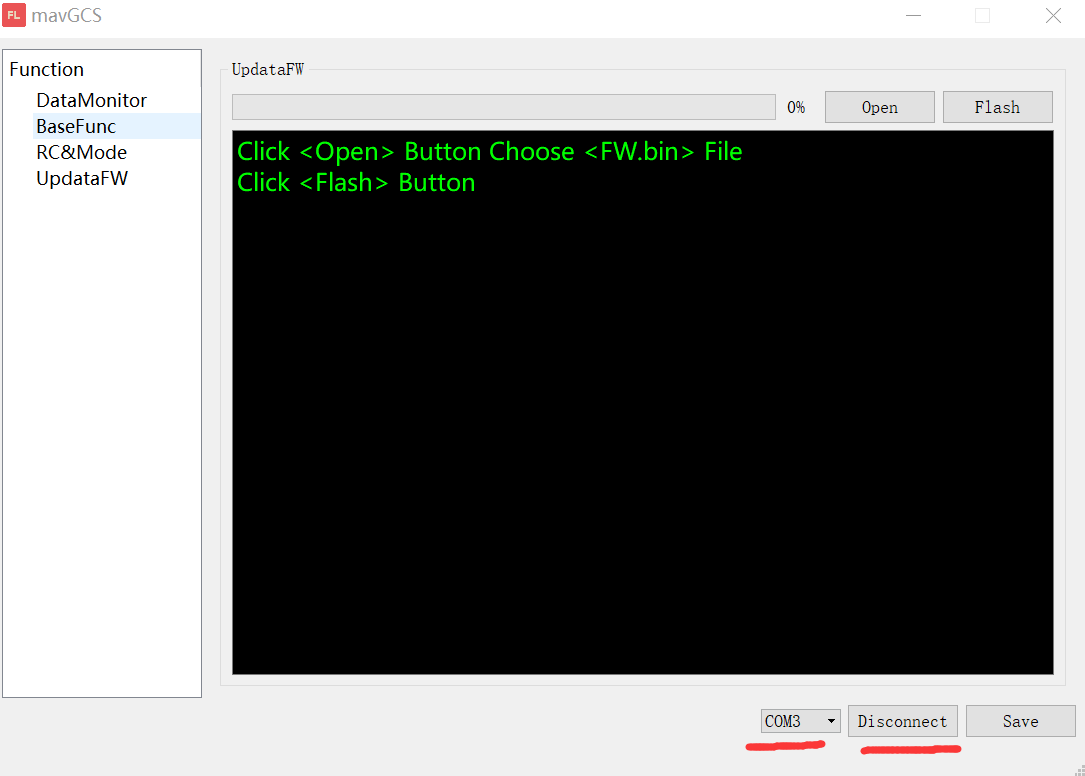 FL mavGCS
Function
DataMonitor
BaseFunc
RC&Mode
UpdataFW
UpdataFW
0% Open Flash
Click <Open> Button Choose <FW.bin> File
Click <Flash> Button
COM3 Disconnect Save